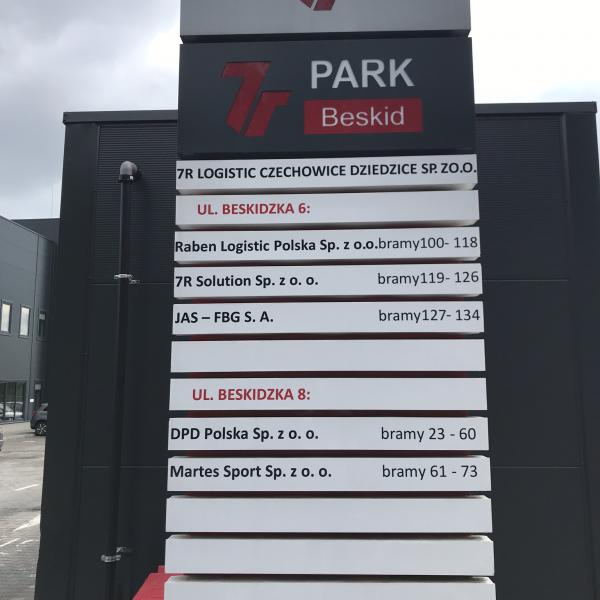 7r PARK
Beskid
7R LOGISTIC CZECHOWICE DZIEDZICE SP. ZO.O.
UL. BESKIDZKA 6:
Raben Logistic Polska Sp. z o.o. bramy100- 118
7R Solution Sp. z o. o. bramy119- 126
JAS – FBG S. A. bramy127- 134
UL. BESKIDZKA 8:
DPD Polska Sp. z o. o. bramy 23 - 60
Martes Sport Sp. z o. o. bramy 61 - 73